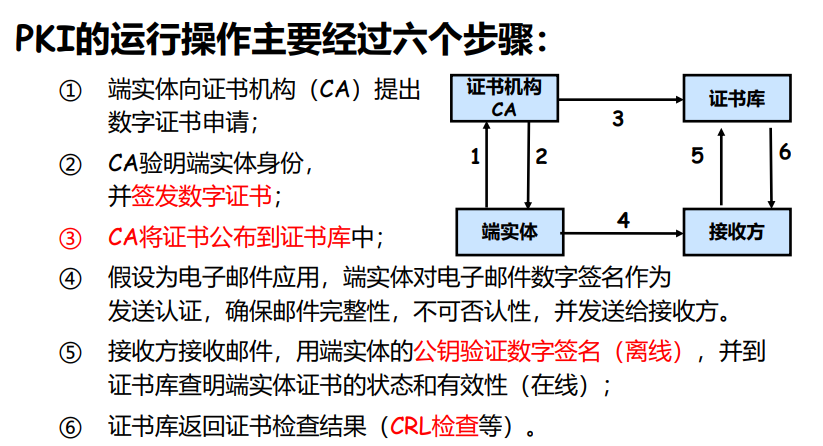 PKI的运行操作主要经过六个步骤：
① 端实体向证书机构（CA）提出
数字证书申请；
② CA验明端实体身份，
并签发数字证书；
③ CA将证书公布到证书库中；
④ 假设为电子邮件应用，端实体对电子邮件数字签名作为
发送认证，确保邮件完整性，不可否认性，并发送给接收方。
⑤ 接收方接收邮件，用端实体的公钥验证数字签名（离线），并到
证书库查明端实体证书的状态和有效性（在线）；
⑥ 证书库返回证书检查结果（CRL检查等）。
证书机构
CA
证书库
3
1
2
5
6
端实体
4
接收方